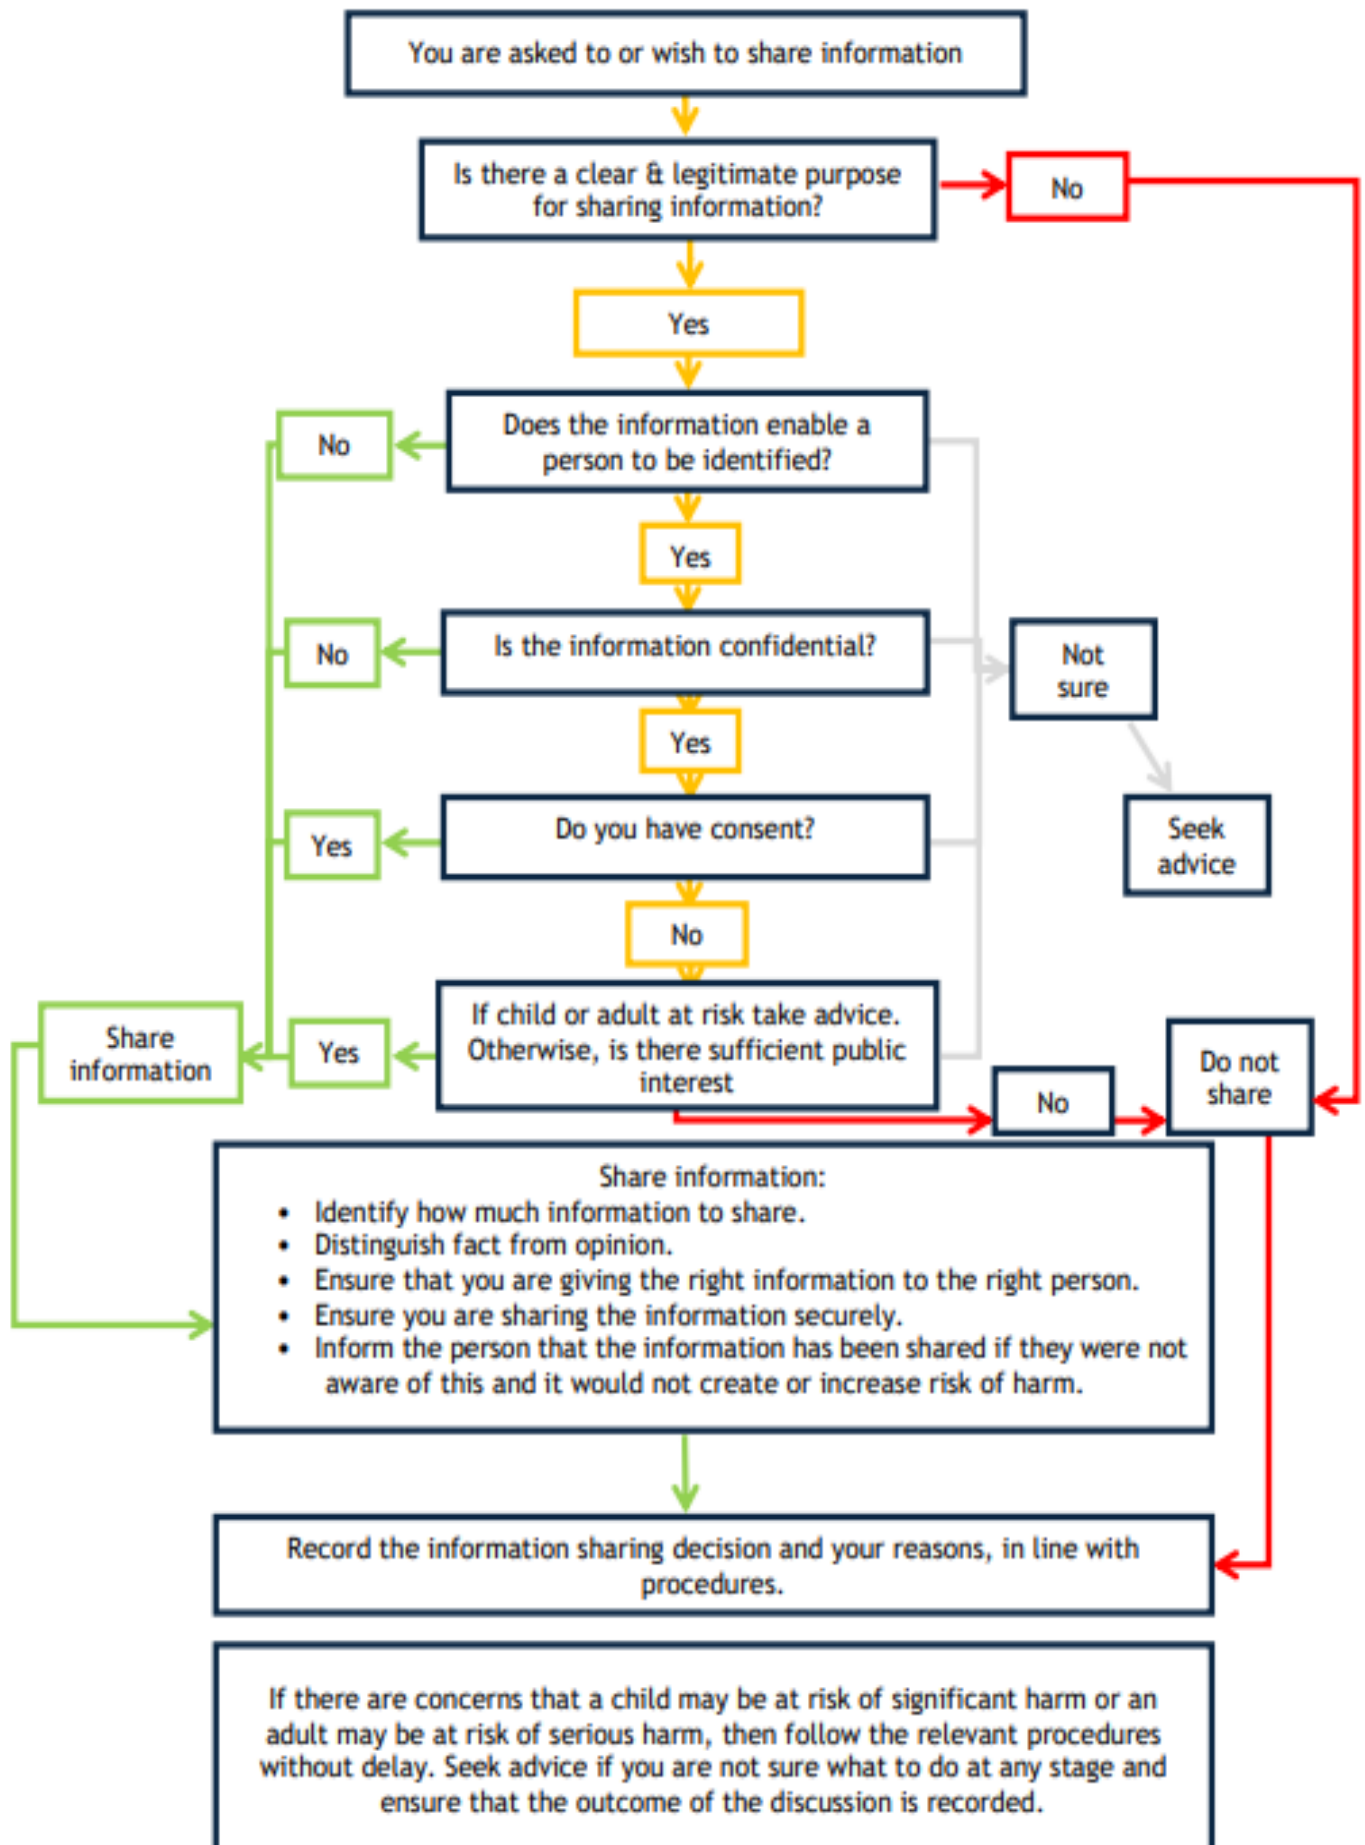 You are asked to or wish to share information
Is there a clear & legitimate purpose
for sharing information?
No
Yes
Does the information enable a
person to be identified?
No
Yes
Is the information confidential?
No
Not
sure
Yes
Do you have consent?
Yes
Seek
advice
No
If child or adult at risk take advice.
Otherwise, is there sufficient public
interest
Yes
Share
information
No
Do not
share
Share information:
• Identify how much information to share.
• Distinguish fact from opinion.
• Ensure that you are giving the right information to the right person.
• Ensure you are sharing the information securely.
• Inform the person that the information has been shared if they were not
aware of this and it would not create or increase risk of harm.
Record the information sharing decision and your reasons, in line with
procedures.
If there are concerns that a child may be at risk of significant harm or an
adult may be at risk of serious harm, then follow the relevant procedures
without delay. Seek advice if you are not sure what to do at any stage and
ensure that the outcome of the discussion is recorded.